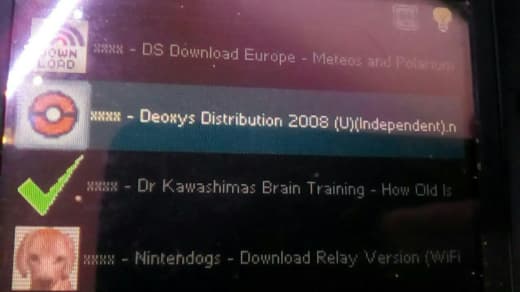 DOWN
LOAD
xxxx - DS Download Europe - Meteos and Polarium
xxxx - Deoxys Distribution 2008 (U)(Independent).n
xxxx - Dr Kawashimas Brain Training - How Old Is
xxxx - Nintendogs - Download Relay Version (WiFi